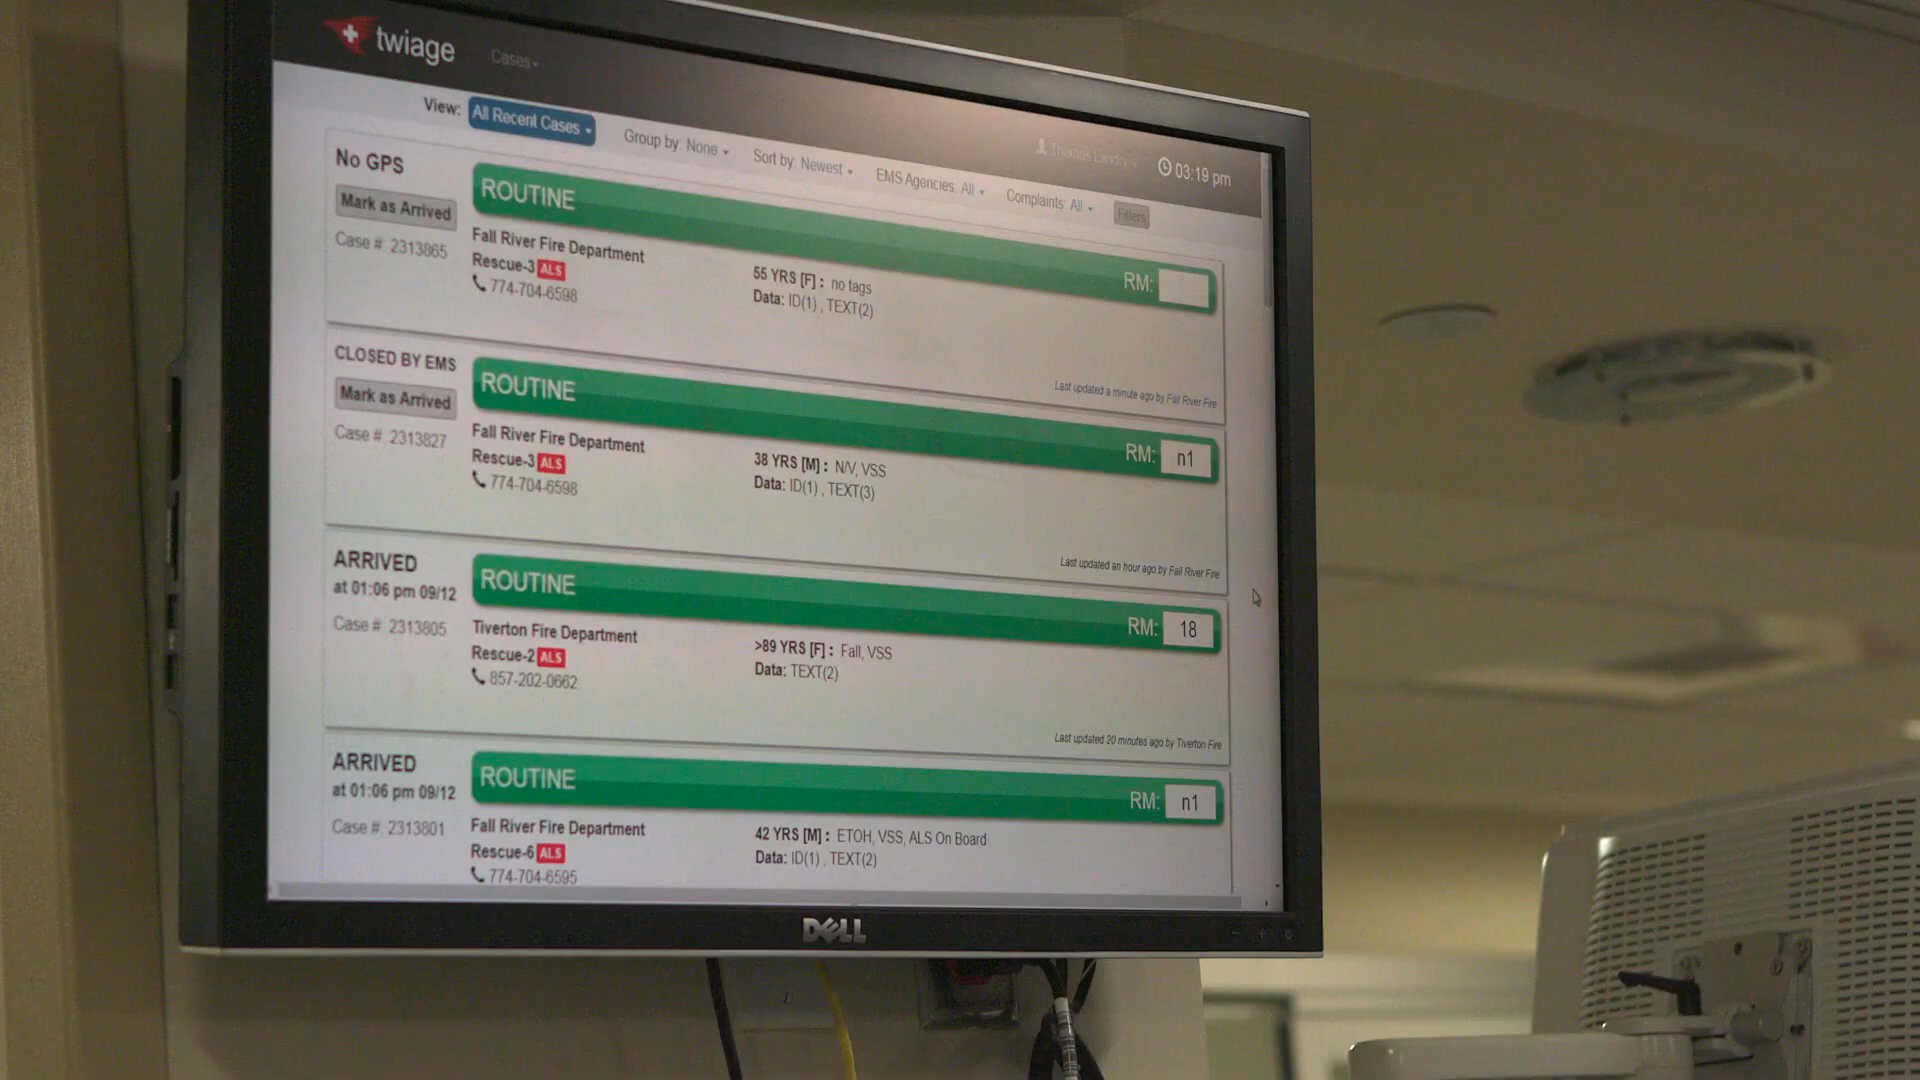 twiage
Cases
Thomas Landry
03:19 pm
View: All Recent Cases
Group by: None
Sort by: Newest
EMS Agencies: All
Complaints: All
Filters
No GPS
Mark as Arrived
Case #: 2313865
ROUTINE
RM:
Fall River Fire Department
Rescue-3 ALS
774-704-6598
55 YRS [F] : no tags
Data: ID(1) , TEXT(2)
Last updated a minute ago by Fall River Fire
CLOSED BY EMS
Mark as Arrived
Case #: 2313827
ROUTINE
RM: n1
Fall River Fire Department
Rescue-3 ALS
774-704-6598
38 YRS [M] : N/V, VSS
Data: ID(1) , TEXT(3)
Last updated an hour ago by Fall River Fire
ARRIVED
at 01:06 pm 09/12
Case #: 2313805
ROUTINE
RM: 18
Tiverton Fire Department
Rescue-2 ALS
857-202-0662
>89 YRS [F] : Fall, VSS
Data: TEXT(2)
Last updated 20 minutes ago by Tiverton Fire
ARRIVED
at 01:06 pm 09/12
Case #: 2313801
ROUTINE
RM: n1
Fall River Fire Department
Rescue-6 ALS
774-704-6595
42 YRS [M] : ETOH, VSS, ALS On Board
Data: ID(1) , TEXT(2)
DELL